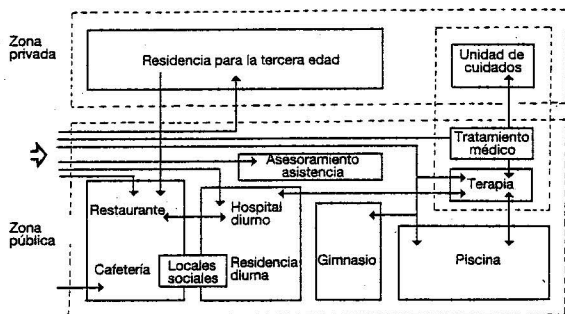 Zona
privada
Residencia para la tercera edad
Unidad de
cuidados
Tratamiento
médico
Asesoramiento
asistencia
Terapia
Zona
pública
Restaurante
Hospital
diurno
Cafetería
Locales
sociales
Residencia
diurna
Gimnasio
Piscina